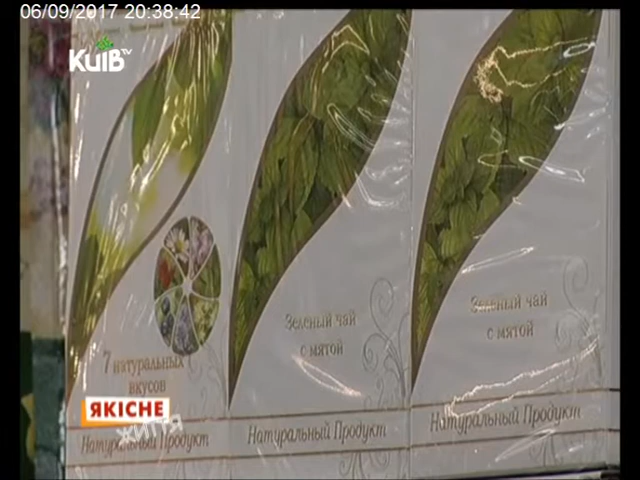 06/09/2017 20:38:42
КиїВ TV
7 натуральных
вкусов
Натуральный Продукт
Зеленый чай
с мятой
Натуральный Продукт
Зеленый чай
с мятой
Натуральный Продукт
ЯКІСНЕ
ЖИТТЯ